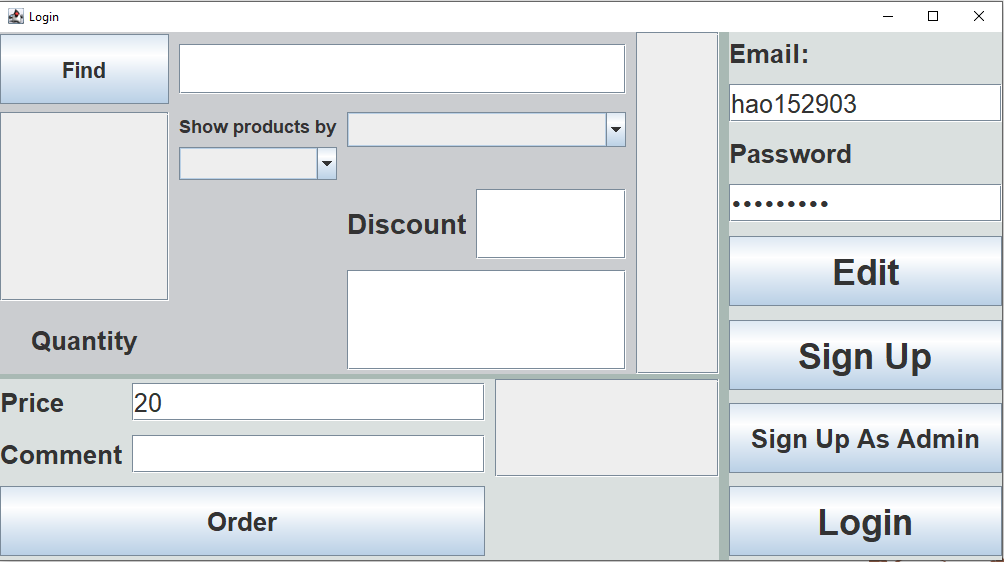 Login
Find
Show products by
Discount
Quantity
Price
20
Comment
Order
Email:
hao152903
Password
•••••••••
Edit
Sign Up
Sign Up As Admin
Login